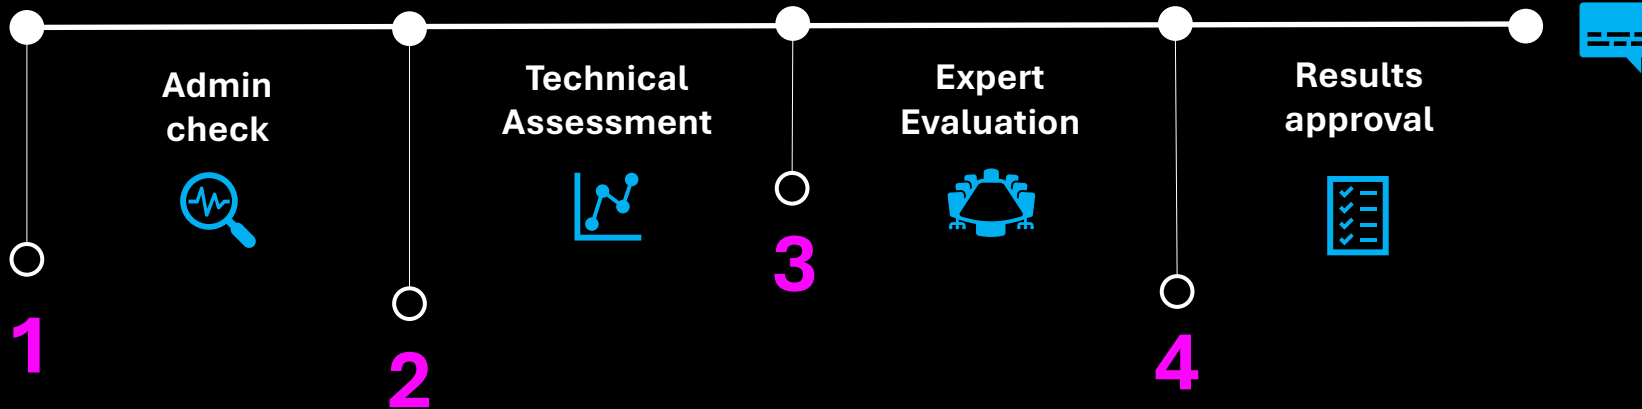 Admin
check
Technical
Assessment
Expert
Evaluation
Results
approval
1
2
3
4